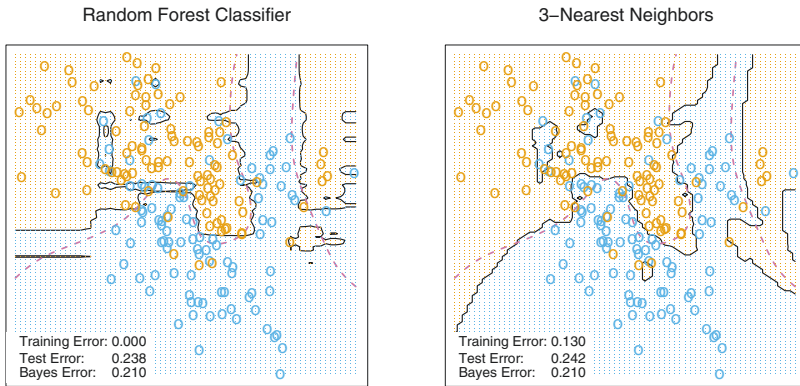 Random Forest Classifier
Training Error: 0.000
Test Error: 0.238
Bayes Error: 0.210
3−Nearest Neighbors
Training Error: 0.130
Test Error: 0.242
Bayes Error: 0.210